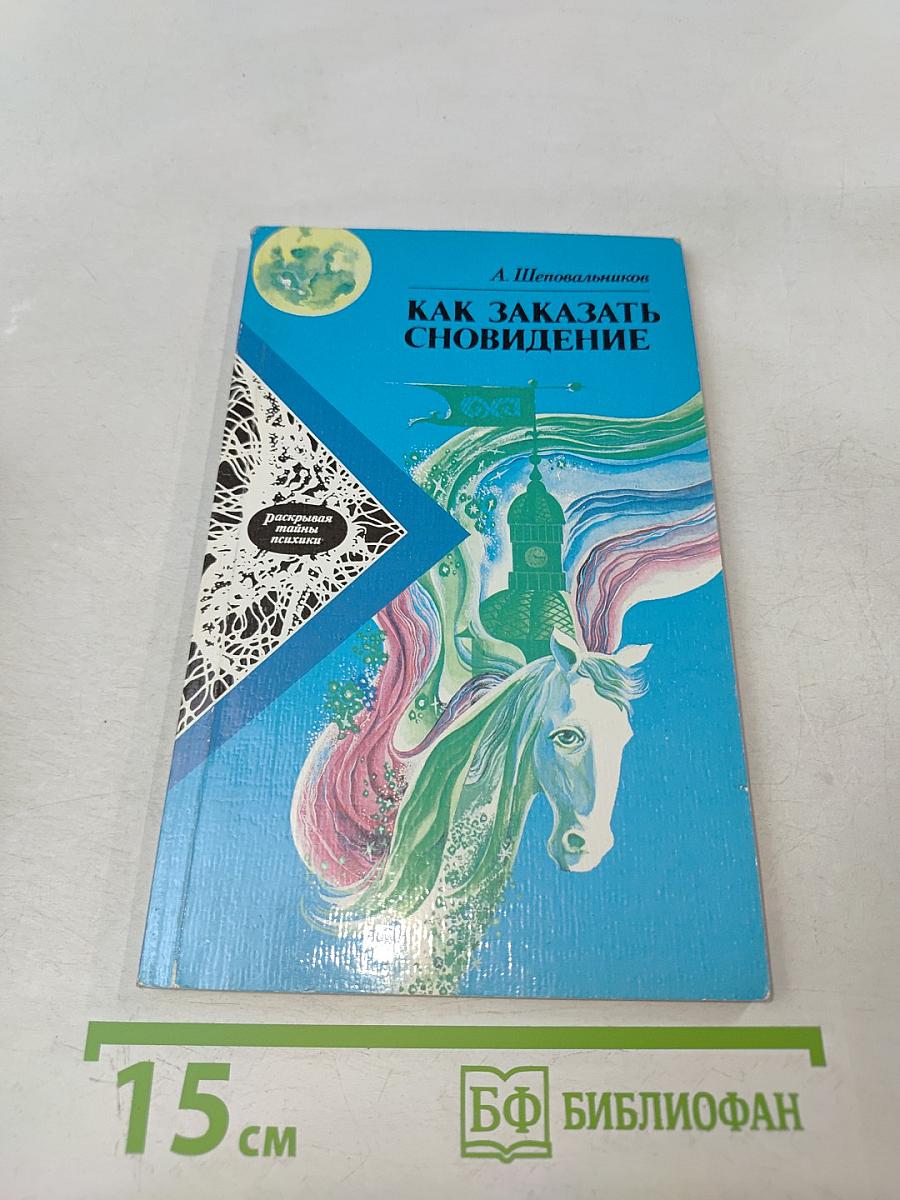 А. Шеповальников
КАК ЗАКАЗАТЬ
СНОВИДЕНИЕ
Раскрывая
тайны
психики
15 см
БФ БИБЛИОФАН